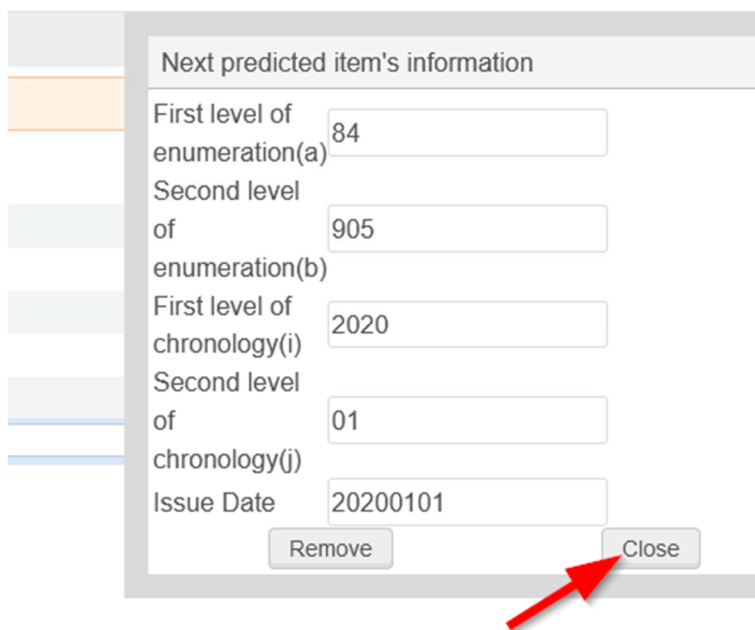 Next predicted item's information
First level of
enumeration(a)
84
Second level
of
enumeration(b)
905
First level of
chronology(i)
2020
Second level
of
chronology(j)
01
Issue Date
20200101
Remove
Close